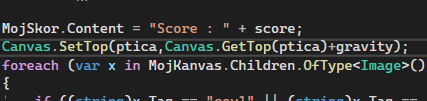 MojSkor.Content = "Score : " + score;
Canvas.SetTop(ptica,Canvas.GetTop(ptica)+gravity);
foreach (var x in MojKanvas.Children.OfType<Image>()
{
if ((string)x.Tag == "cev1" || (string)x.Tag ==